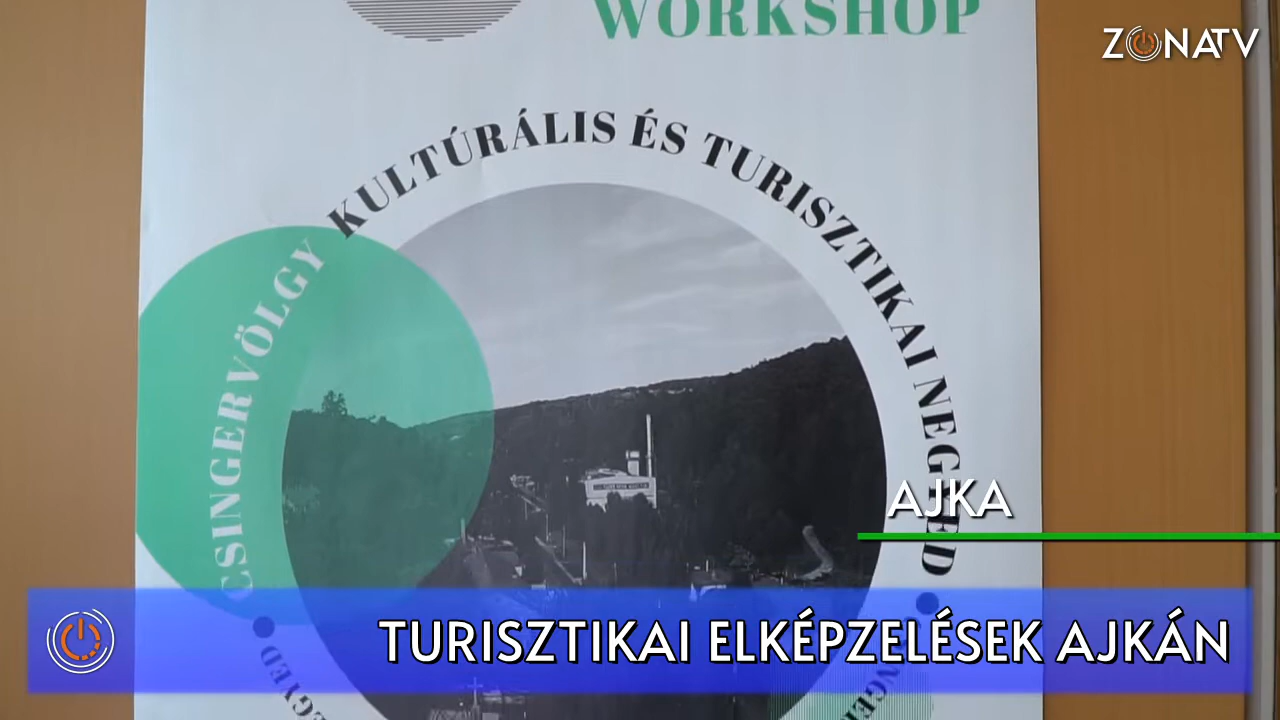 WORKSHOP
ZONATV
CSINGERVÖLGY KULTÚRÁLIS ÉS TURISZTIKAI NEGYED
AJKA
TURISZTIKAI ELKÉPZELÉSEK AJKÁN